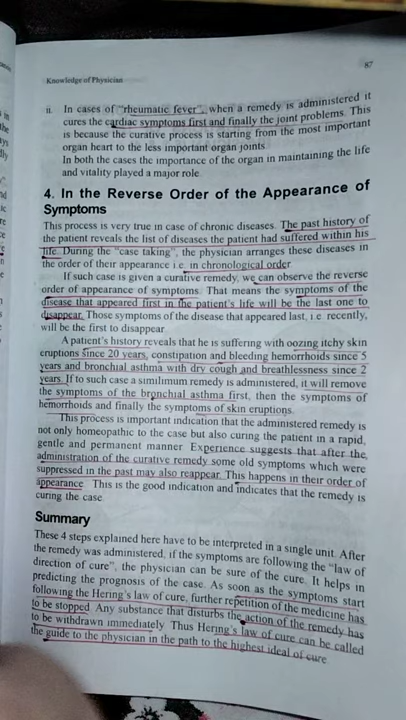 87
Knowledge of Physician
ii. In cases of "rheumatic fever", when a remedy is administered it
cures the cardiac symptoms first and finally the joint problems. This
is because the curative process is starting from the most important
organ heart to the less important organ joints.
In both the cases the importance of the organ in maintaining the life
and vitality played a major role.
4. In the Reverse Order of the Appearance of
Symptoms
This process is very true in case of chronic diseases. The past history of
the patient reveals the list of diseases the patient had suffered within his
life. During the "case taking", the physician arranges these diseases in
the order of their appearance i.e. in chronological order
If such case is given a curative remedy, we can observe the reverse
order of appearance of symptoms. That means the symptoms of the
disease that appeared first in the patient's life will be the last one to
disappear. Those symptoms of the disease that appeared last, i.e recently,
will be the first to disappear
A patient's history reveals that he is suffering with oozing itchy skin
eruptions since 20 years, constipation and bleeding hemorrhoids since 5
years and bronchial asthma with dry cough and breathlessness since 2
years. If to such a case a similimum remedy is administered, it will remove
the symptoms of the bronchial asthma first, then the symptoms of
hemorrhoids and finally the symptoms of skin eruptions.
This process is important indication that the administered remedy is
not only homeopathic to the case but also curing the patient in a rapid,
gentle and permanent manner Experience suggests that after the
administration of the curative remedy some old symptoms which were
suppressed in the past may also reappear. This happens in their order of
appearance This is the good indication and indicates that the remedy is
curing the case
Summary
These 4 steps explained here have to be interpreted in a single unit. After
the remedy was administered, if the symptoms are following the "law of
direction of cure", the physician can be sure of the cure. It helps in
predicting the prognosis of the case. As soon as the symptoms start
following the Hering's law of cure, further repetition of the medicine has
to be stopped. Any substance that disturbs the action of the remedy has
to be withdrawn immediately Thus Hering's law of cure can be called
the guide to the physician in the path to the highest ideal of cure